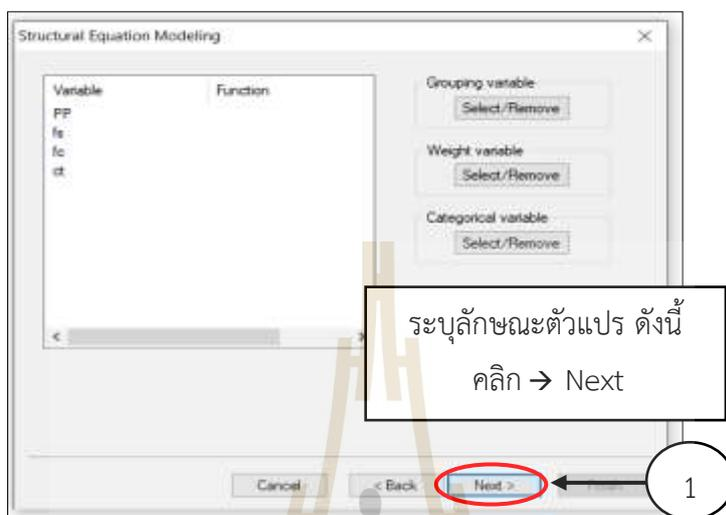 Structural Equation Modeling
Variable Function
PP
fs
fc
ct
Grouping variable
Select/Remove
Weight variable
Select/Remove
Categorical variable
Select/Remove
ระบุลักษณะตัวแปร ดังนี้
คลิก → Next
Cancel < Back Next >
1